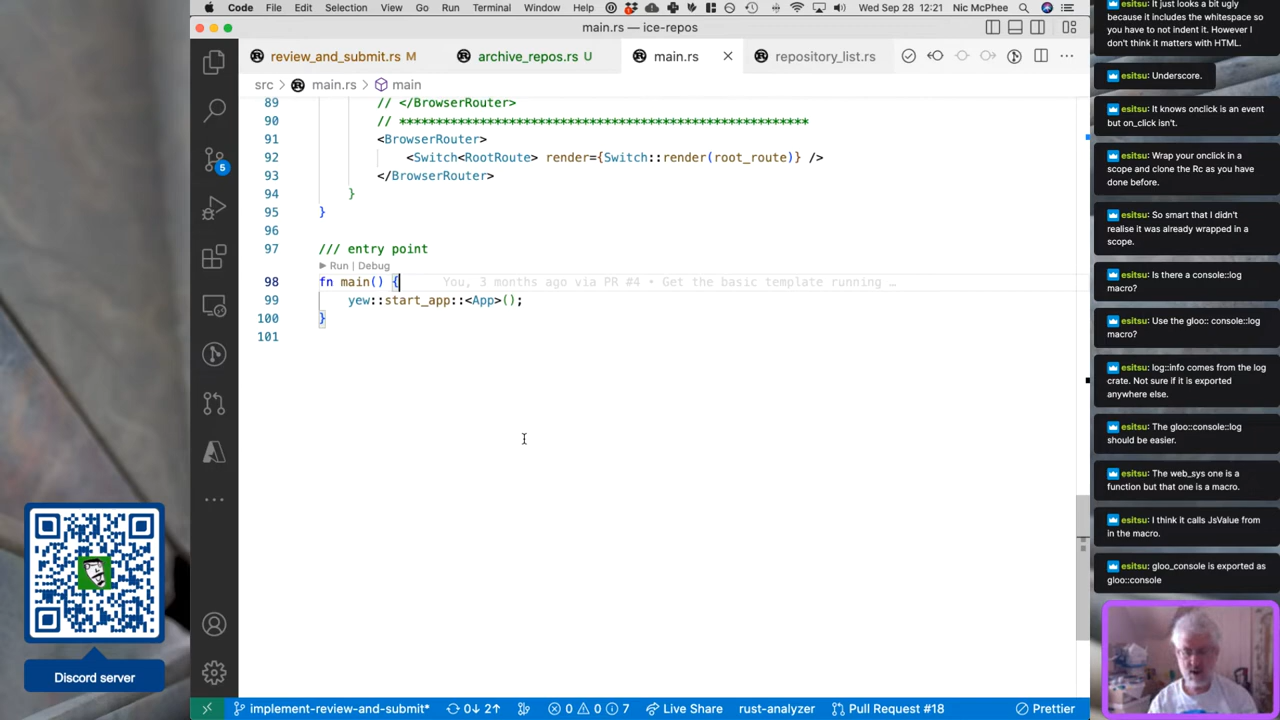 Code File Edit Selection View Go Run Terminal Window Help Wed Sep 28 12:21 Nic McPhee
main.rs — ice-repos
review_and_submit.rs M
archive_repos.rs U
main.rs
repository_list.rs
src > main.rs > main
89 // </BrowserRouter>
90 // ********************************************************
91 <BrowserRouter>
92 <Switch<RootRoute> render={Switch::render(root_route)} />
93 </BrowserRouter>
94 }
95 }
96
97 /// entry point
Run | Debug
98 fn main() { You, 3 months ago via PR #4 • Get the basic template running …
99 yew::start_app::<App>();
100 }
101
5
Discord server
implement-review-and-submit* 0↓ 2↑ 0 0 7 Live Share rust-analyzer Pull Request #18 Prettier
esitsu: It just looks a bit ugly
because it includes the whitespace so
you have to not indent it. However I
don't think it matters with HTML.
esitsu: Underscore.
esitsu: It knows onclick is an event
but on_click isn't.
esitsu: Wrap your onclick in a
scope and clone the Rc as you have
done before.
esitsu: So smart that I didn't
realise it was already wrapped in a
scope.
esitsu: Is there a console::log
macro?
esitsu: Use the gloo:: console::log
macro?
esitsu: log::info comes from the log
crate. Not sure if it is exported
anywhere else.
esitsu: The gloo::console::log
should be easier.
esitsu: The web_sys one is a
function but that one is a macro.
esitsu: I think it calls JsValue from
in the macro.
esitsu: gloo_console is exported as
gloo::console